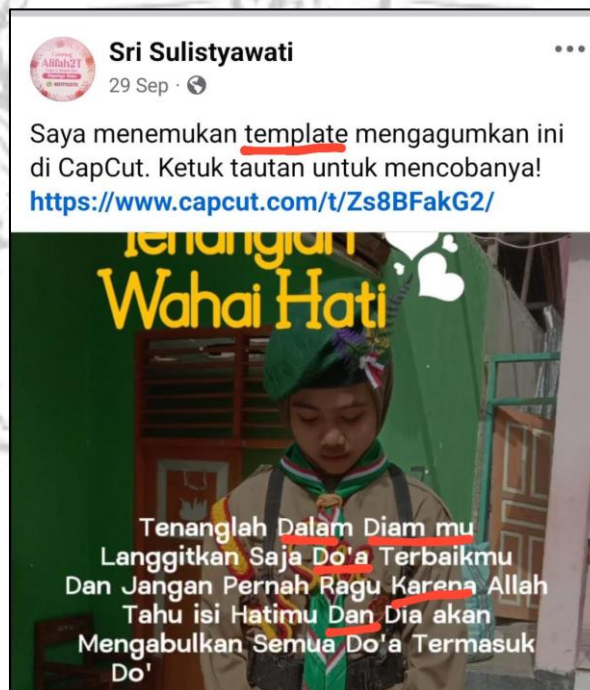 Alifah2T
Sri Sulistyawati
29 Sep
Saya menemukan template mengagumkan ini
di CapCut. Ketuk tautan untuk mencobanya!
https://www.capcut.com/t/Zs8BFakG2/
Tenanglah
Wahai Hati
Tenanglah Dalam Diam mu
Langgitkan Saja Do'a Terbaikmu
Dan Jangan Pernah Ragu Karena Allah
Tahu isi Hatimu Dan Dia akan
Mengabulkan Semua Do'a Termasuk
Do'